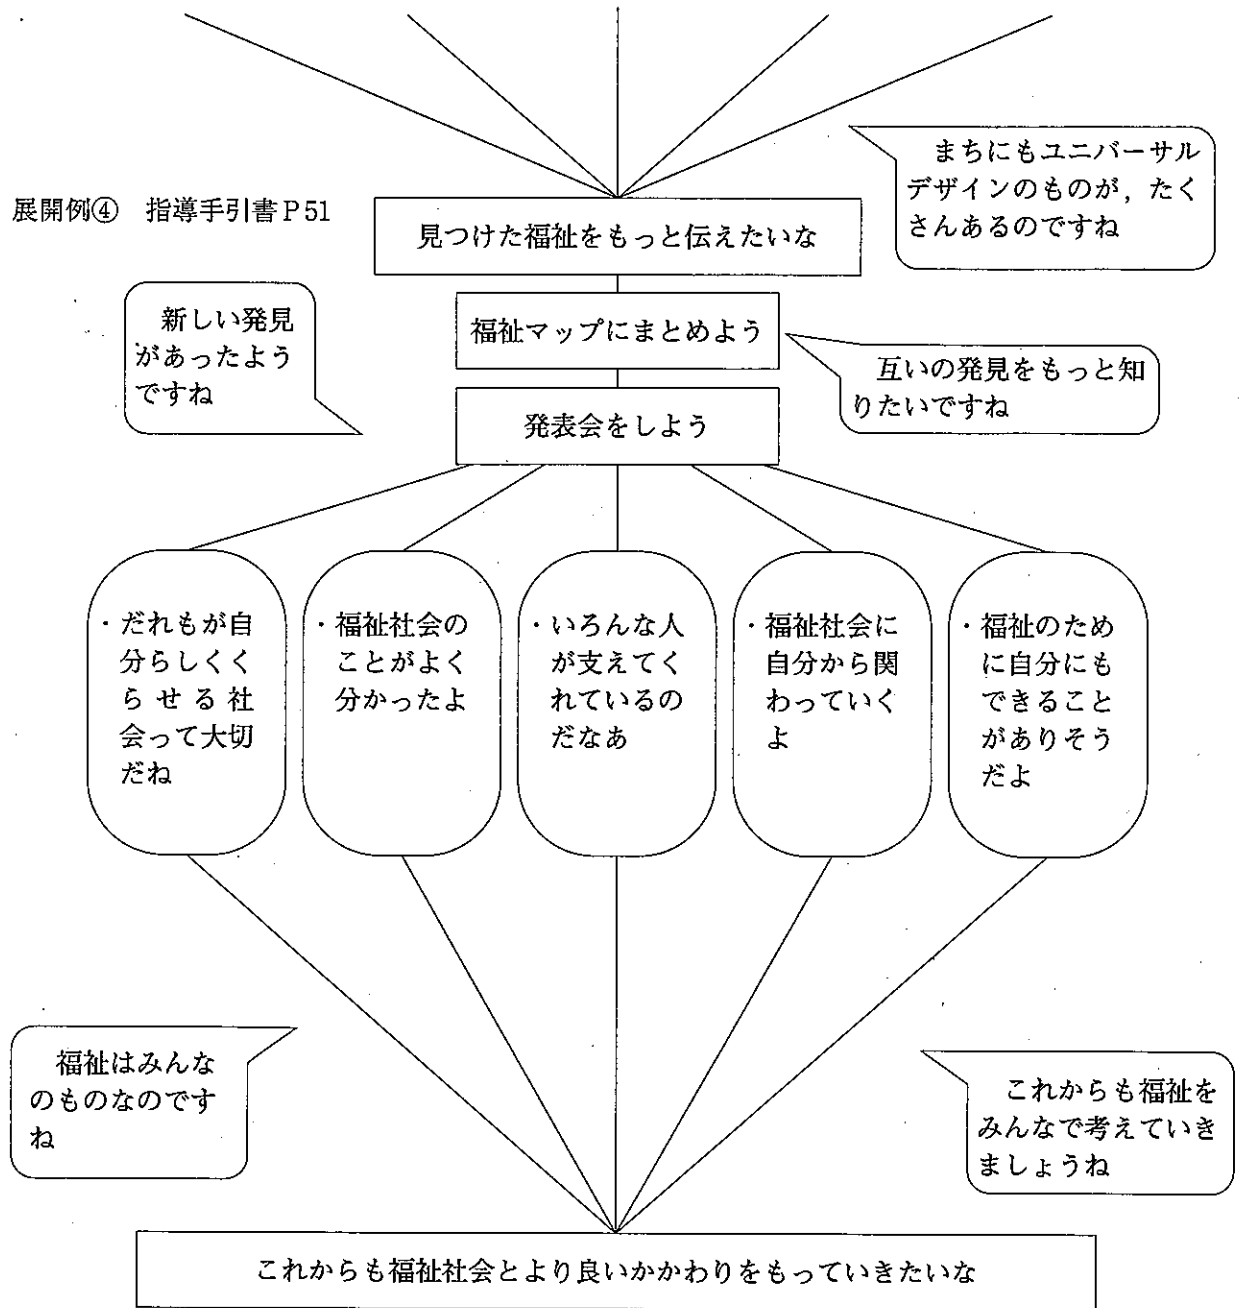 まちにもユニバーサル
デザインのものが，たく
さんあるのですね
展開例④　指導手引書P51
見つけた福祉をもっと伝えたいな
新しい発見
があったよう
ですね
福祉マップにまとめよう
互いの発見をもっと知
りたいですね
発表会をしよう
・だれもが自
分らしくく
らせる社
会って大切
だね
・福祉社会の
ことがよく
分かったよ
・いろんな人
が支えてく
れているの
だなあ
・福祉社会に
自分から関
わっていく
よ
・福祉のため
に自分にも
できること
がありそう
だよ
福祉はみんな
のものなのです
ね
これからも福祉を
みんなで考えていき
ましょうね
これからも福祉社会とより良いかかわりをもっていきたいな